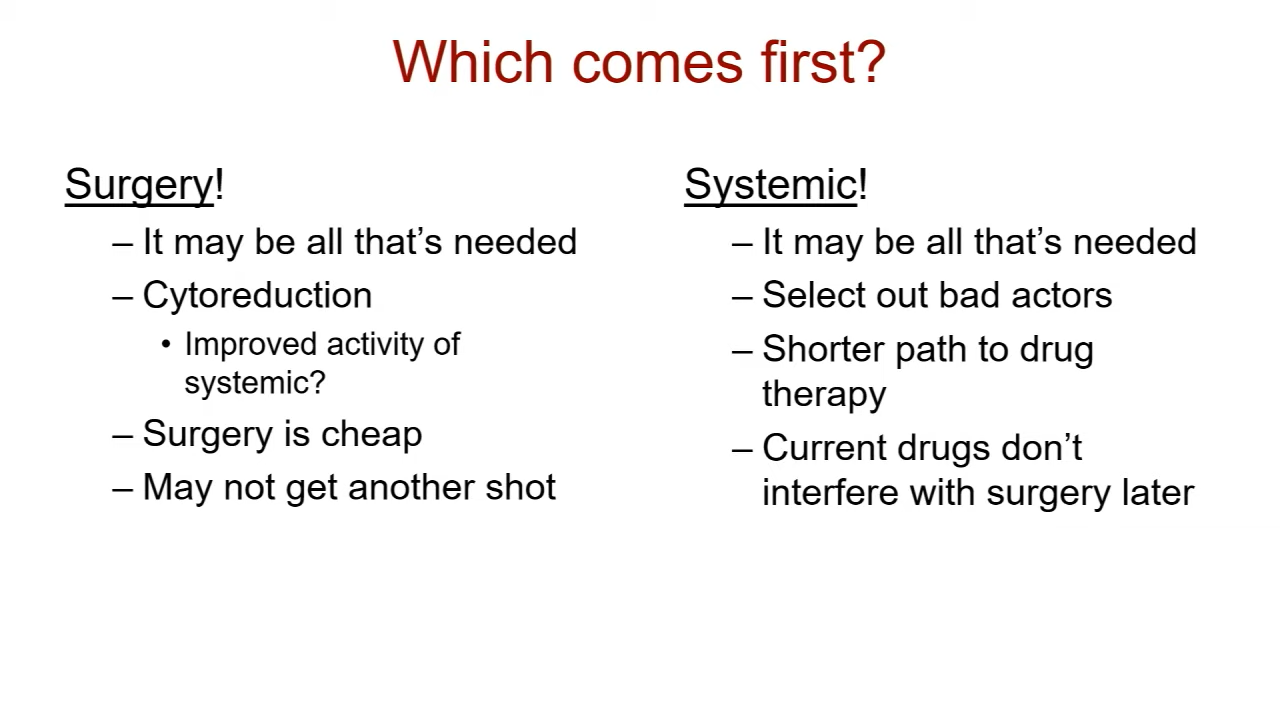 Which comes first?
Surgery!
– It may be all that’s needed
– Cytoreduction
• Improved activity of
systemic?
– Surgery is cheap
– May not get another shot
Systemic!
– It may be all that’s needed
– Select out bad actors
– Shorter path to drug
therapy
– Current drugs don’t
interfere with surgery later